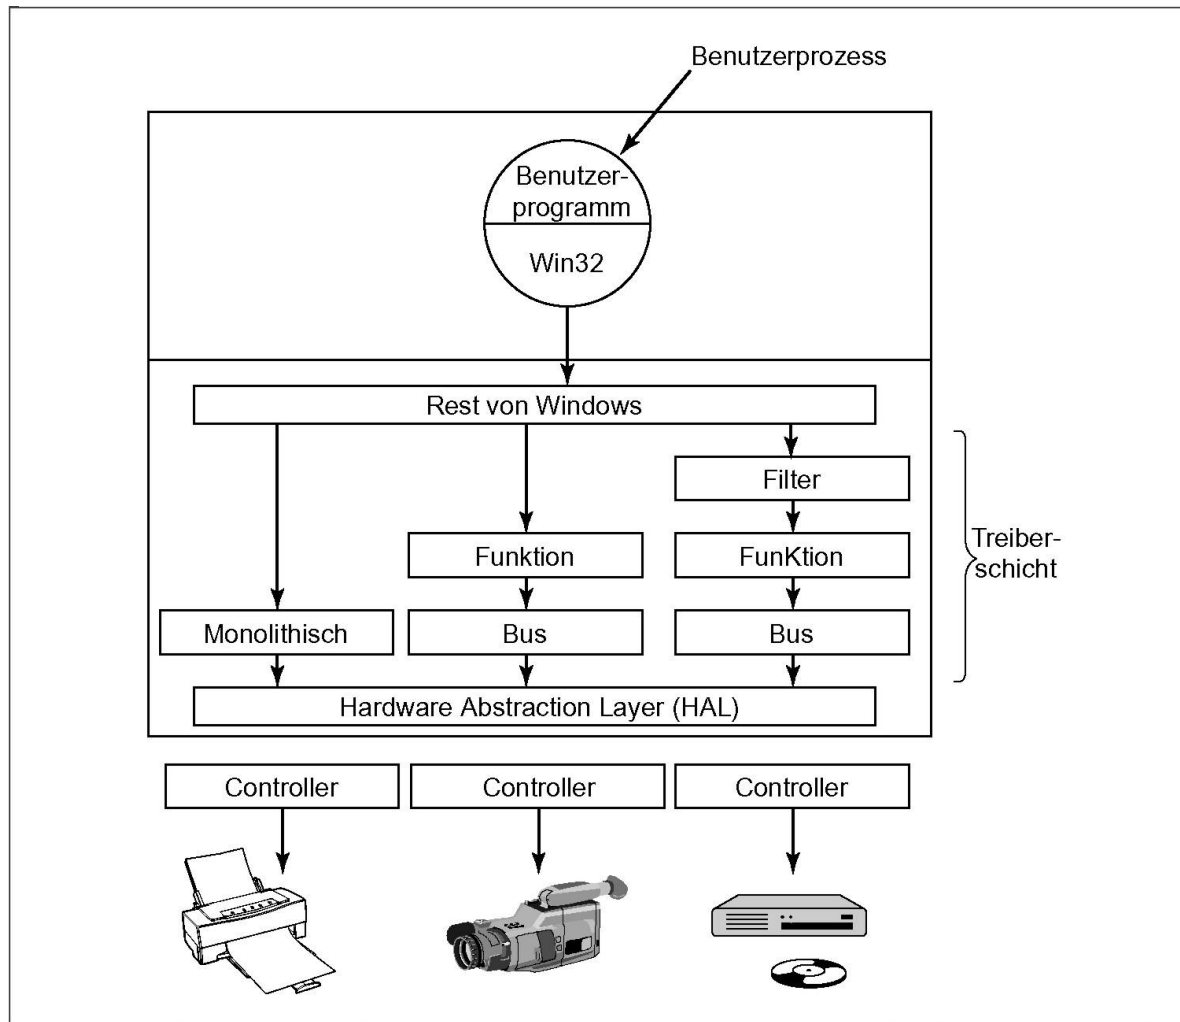 Benutzerprozess
Benutzer-
programm
Win32
Rest von Windows
Filter
Funktion
FunKtion
Treiber-
schicht
Monolithisch
Bus
Bus
Hardware Abstraction Layer (HAL)
Controller
Controller
Controller